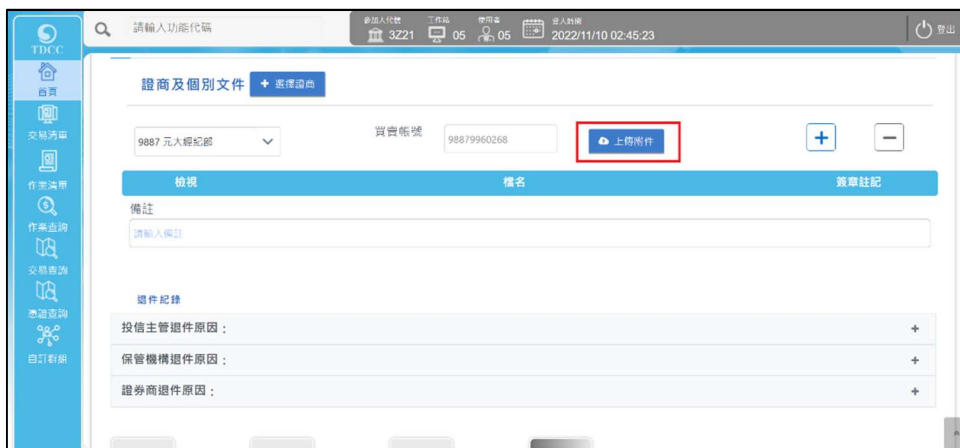 TDCC
請輸入功能代碼
參加人代號 3Z21
工作站 05
使用者 05
登入時間 2022/11/10 02:45:23
登出
首頁
交易清單
作業清單
作業查詢
交易查詢
憑證查詢
自訂群組
證商及個別文件
+ 選擇證商
9887 元大經紀部
買賣帳號
98879960268
上傳附件
+
−
檢視 檔名 簽章註記
備註
請輸入備註
退件紀錄
投信主管退件原因： +
保管機構退件原因： +
證券商退件原因： +